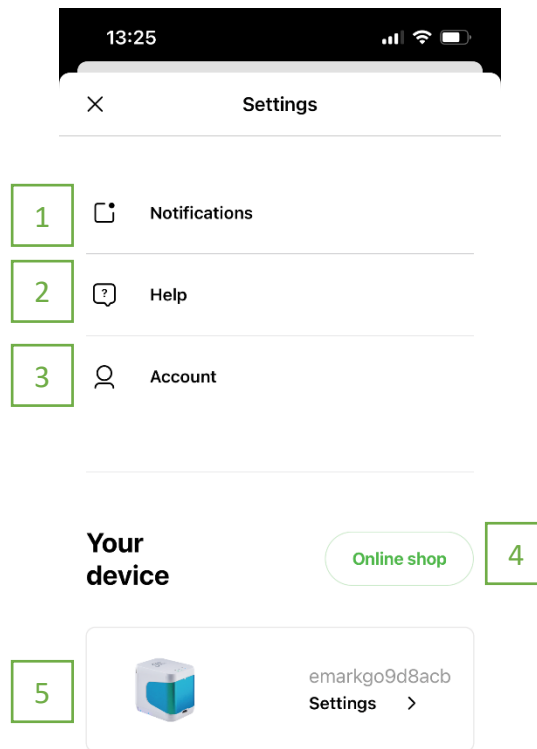 13:25
Settings
1
Notifications
2
?
Help
3
Account
Your
device
Online shop
4
5
emarkgo9d8acb
Settings